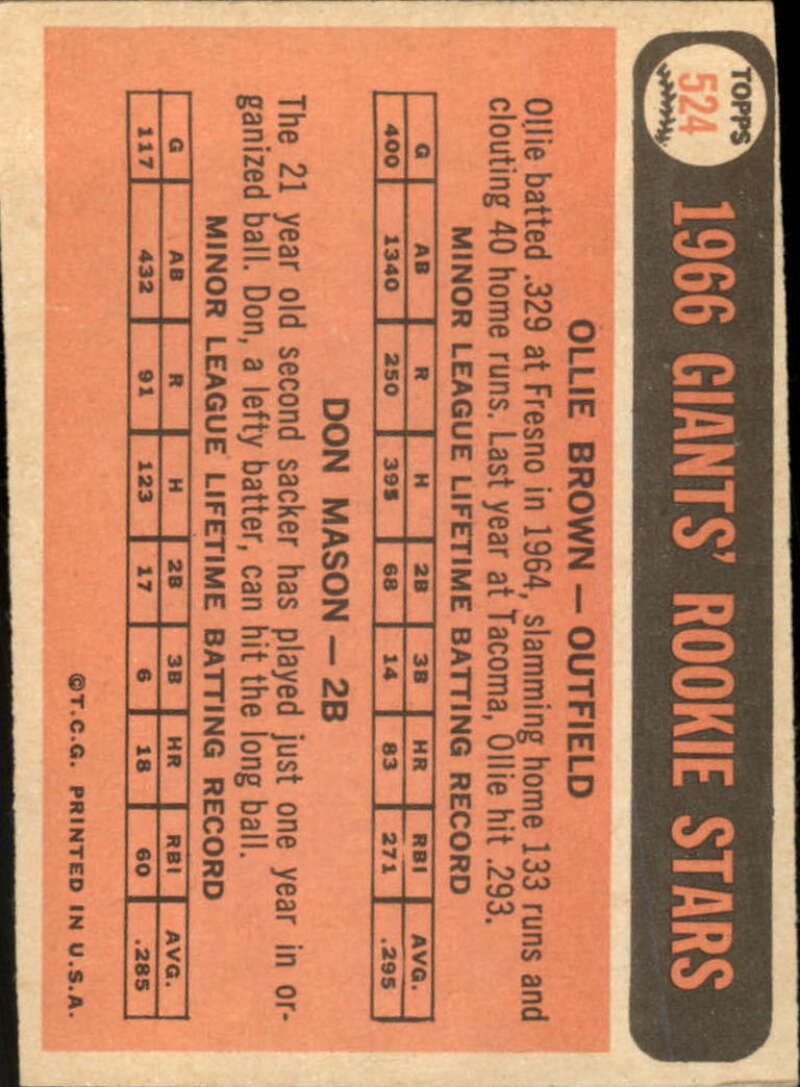 TOPPS
524
1966 GIANTS' ROOKIE STARS
OLLIE BROWN — OUTFIELD
Ollie batted .329 at Fresno in 1964, slamming home 133 runs and
clouting 40 home runs. Last year at Tacoma, Ollie hit .293.
MINOR LEAGUE LIFETIME BATTING RECORD
G AB R H 2B 3B HR RBI AVG.
400 1340 250 395 68 14 83 271 .295
DON MASON — 2B
The 21 year old second sacker has played just one year in or-
ganized ball. Don, a lefty batter, can hit the long ball.
MINOR LEAGUE LIFETIME BATTING RECORD
G AB R H 2B 3B HR RBI AVG.
117 432 91 123 17 6 18 60 .285
©T.C.G. PRINTED IN U.S.A.